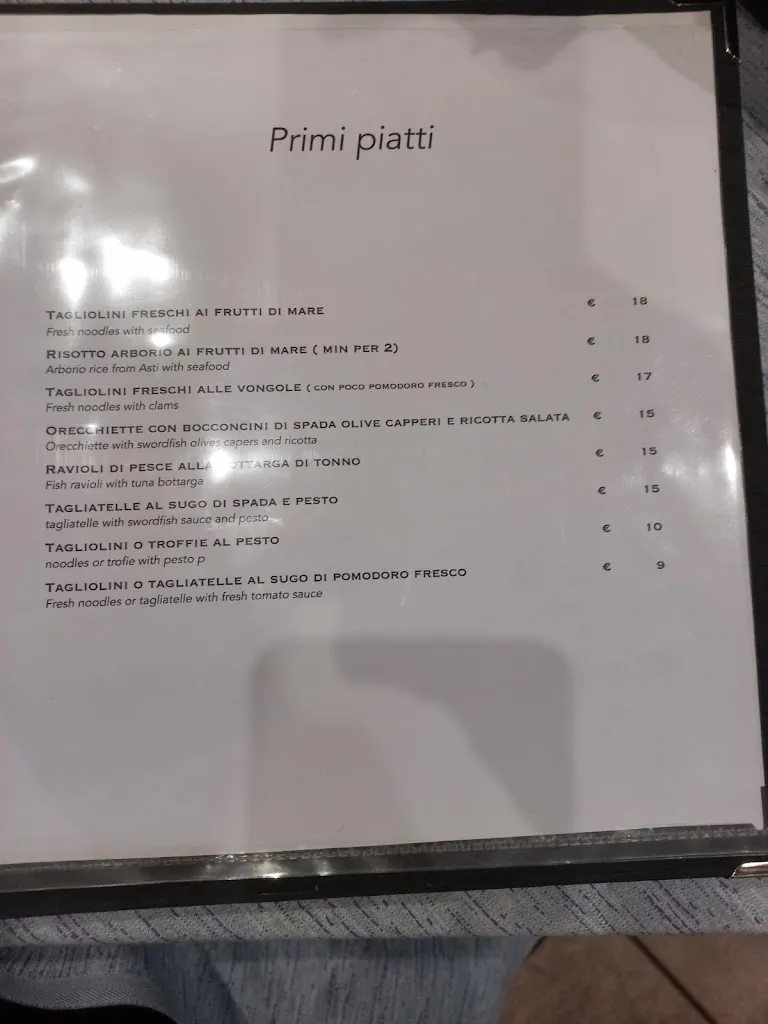 Primi piatti
TAGLIOLINI FRESCHI AI FRUTTI DI MARE € 18
Fresh noodles with seafood
RISOTTO ARBORIO AI FRUTTI DI MARE ( MIN PER 2) € 18
Arborio rice from Asti with seafood
TAGLIOLINI FRESCHI ALLE VONGOLE ( CON POCO POMODORO FRESCO ) € 17
Fresh noodles with clams
ORECCHIETTE CON BOCCONCINI DI SPADA OLIVE CAPPERI E RICOTTA SALATA € 15
Orecchiette with swordfish olives capers and ricotta
RAVIOLI DI PESCE ALLA BOTTARGA DI TONNO € 15
Fish ravioli with tuna bottarga
TAGLIATELLE AL SUGO DI SPADA E PESTO € 15
tagliatelle with swordfish sauce and pesto
TAGLIOLINI O TROFFIE AL PESTO € 10
noodles or trofie with pesto p
TAGLIOLINI O TAGLIATELLE AL SUGO DI POMODORO FRESCO € 9
Fresh noodles or tagliatelle with fresh tomato sauce